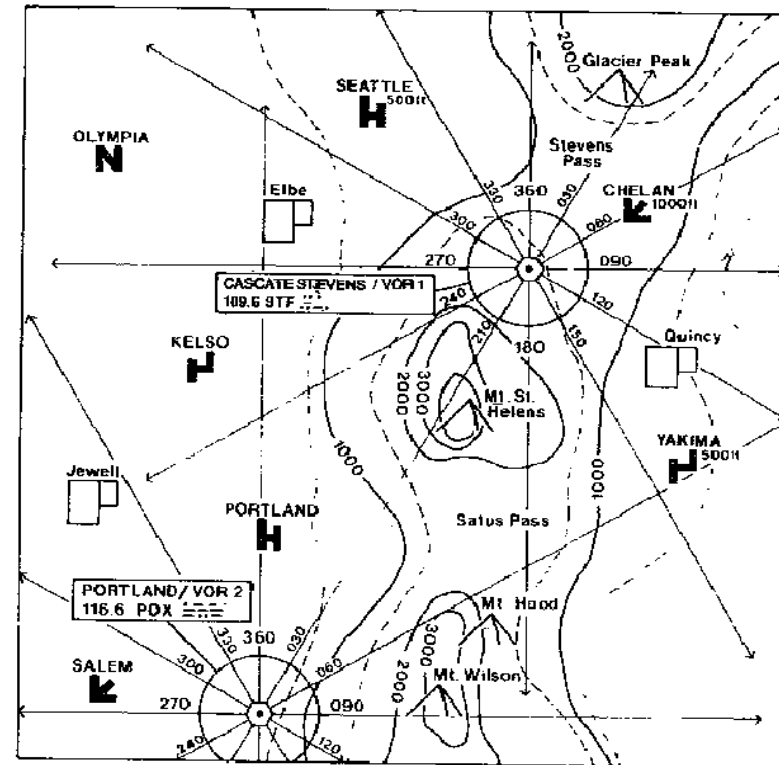 2000
Glacier Peak
SEATTLE
500ft
OLYMPIA
Stevens
Pass
Elbe
330
360
030
CHELAN
1000ft
300
060
270
090
CASCATE STEVENS / VOR 1
109.6 STF
240
120
210
150
180
KELSO
Quincy
2000
3000
Mt. St.
Helens
1000
1000
YAKIMA
500ft
Jewell
PORTLAND
Satus Pass
PORTLAND / VOR 2
116.6 PDX
330
360
030
Mt. Hood
300
060
2000
3000
SALEM
Mt. Wilson
270
090
240
120